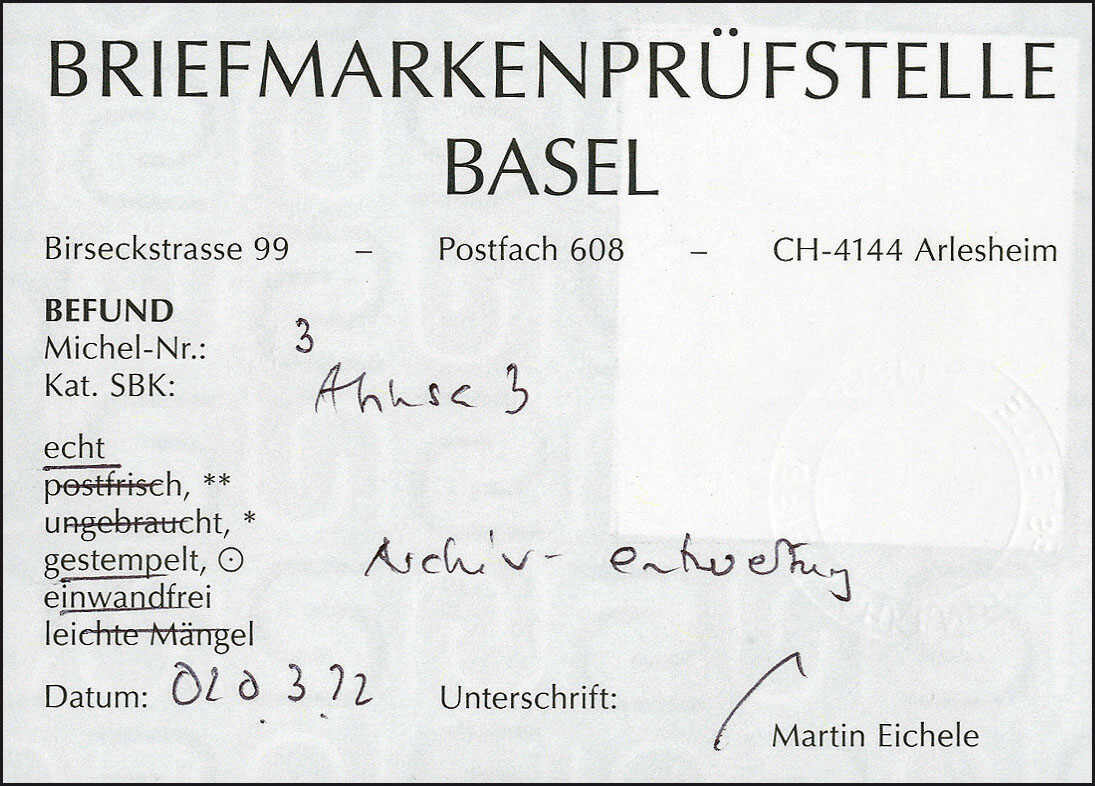 BRIEFMARKENPRÜFSTELLE
BASEL
Birseckstrasse 99 – Postfach 608 – CH-4144 Arlesheim
BEFUND
Michel-Nr.: 3
Kat. SBK: 3
echt
postfrisch, **
ungebraucht, *
gestempelt, ⊙ Archiv- entwertung
einwandfrei
leichte Mängel
Datum: Unterschrift:
Martin Eichele